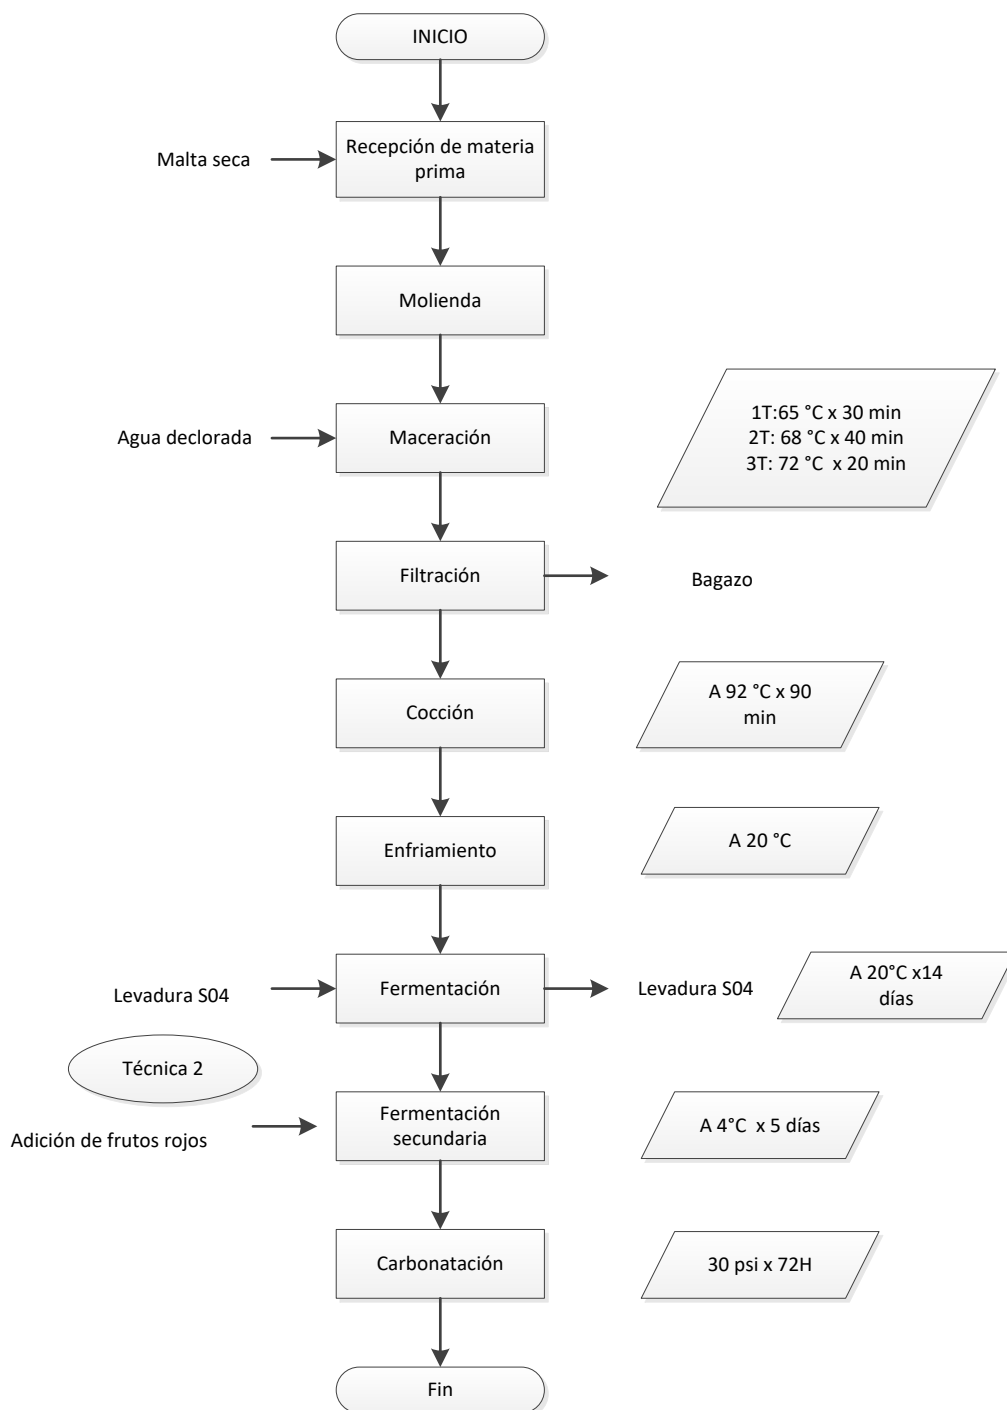 INICIO
Malta seca
Recepción de materia
prima
Molienda
Agua declorada
Maceración
1T:65 °C x 30 min
2T: 68 °C x 40 min
3T: 72 °C  x 20 min
Filtración
Bagazo
Cocción
A 92 °C x 90
min
Enfriamiento
A 20 °C
Levadura S04
Fermentación
Levadura S04
A 20°C x14
días
Técnica 2
Adición de frutos rojos
Fermentación
secundaria
A 4°C  x 5 días
Carbonatación
30 psi x 72H
Fin